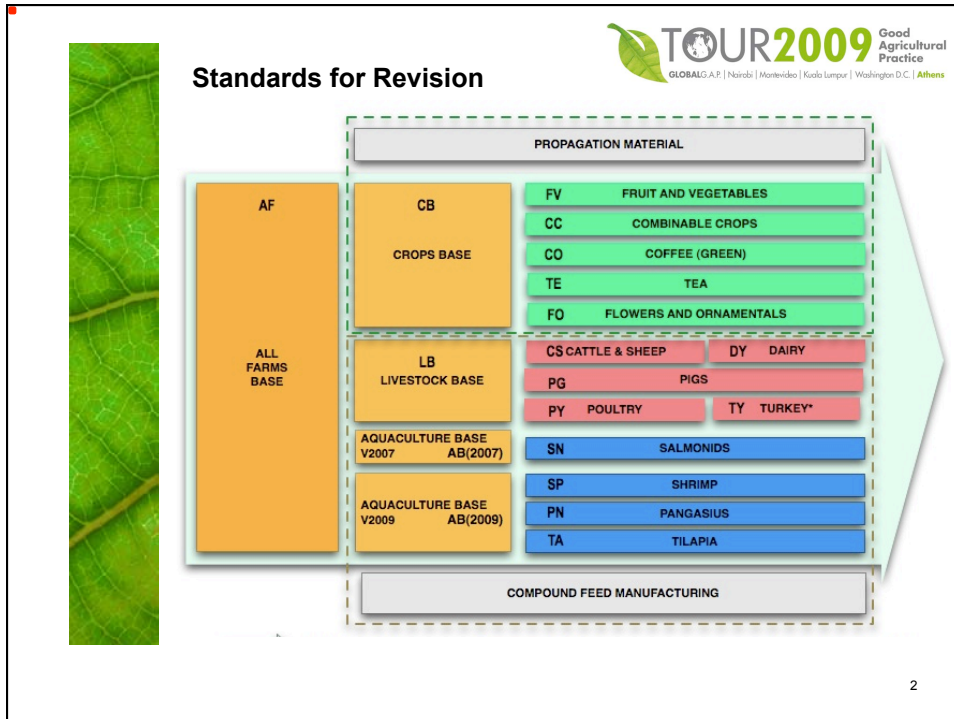 TOUR2009 Good
Agricultural
Practice
GLOBALG.A.P. | Nairobi | Montevideo | Kuala Lumpur | Washington D.C. | Athens
Standards for Revision
PROPAGATION MATERIAL
AF
ALL
FARMS
BASE
CB
CROPS BASE
FV FRUIT AND VEGETABLES
CC COMBINABLE CROPS
CO COFFEE (GREEN)
TE TEA
FO FLOWERS AND ORNAMENTALS
LB
LIVESTOCK BASE
CS CATTLE & SHEEP DY DAIRY
PG PIGS
PY POULTRY TY TURKEY*
AQUACULTURE BASE
V2007 AB(2007)
SN SALMONIDS
AQUACULTURE BASE
V2009 AB(2009)
SP SHRIMP
PN PANGASIUS
TA TILAPIA
COMPOUND FEED MANUFACTURING
2